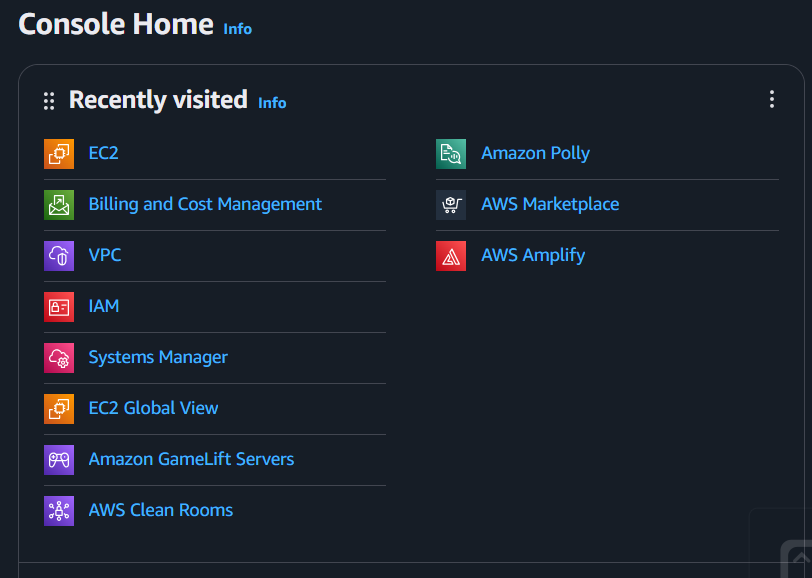 Console Home Info
Recently visited Info
EC2
Billing and Cost Management
VPC
IAM
Systems Manager
EC2 Global View
Amazon GameLift Servers
AWS Clean Rooms
Amazon Polly
AWS Marketplace
AWS Amplify